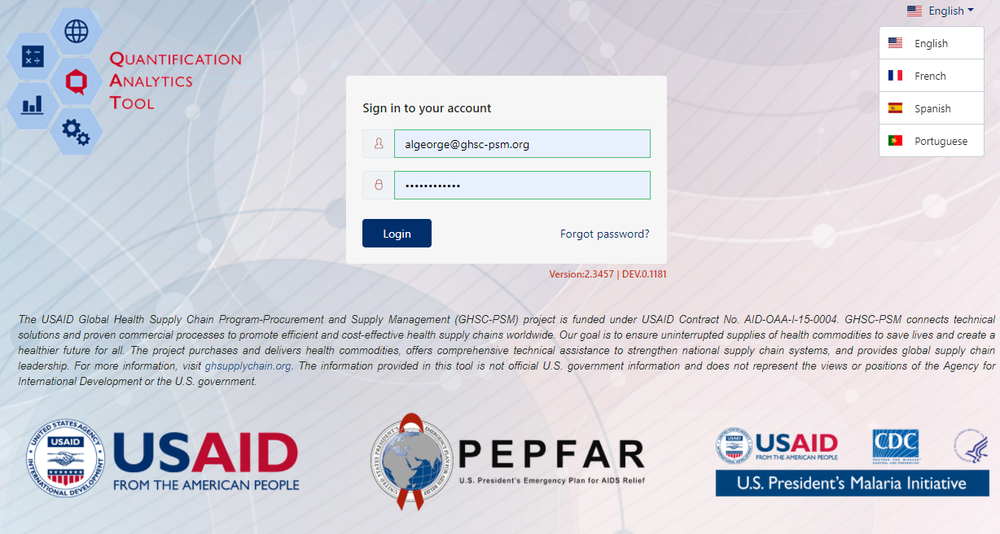 English
English
French
Spanish
Portuguese
QUANTIFICATION
ANALYTICS
TOOL
Sign in to your account
algeorge@ghsc-psm.org
Login
Forgot password?
Version:2.3457 | DEV.0.1181
The USAID Global Health Supply Chain Program-Procurement and Supply Management (GHSC-PSM) project is funded under USAID Contract No. AID-OAA-I-15-0004. GHSC-PSM connects technical
solutions and proven commercial processes to promote efficient and cost-effective health supply chains worldwide. Our goal is to ensure uninterrupted supplies of health commodities to save lives and create a
healthier future for all. The project purchases and delivers health commodities, offers comprehensive technical assistance to strengthen national supply chain systems, and provides global supply chain
leadership. For more information, visit ghsupplychain.org. The information provided in this tool is not official U.S. government information and does not represent the views or positions of the Agency for
International Development or the U.S. government.
UNITED STATES AGENCY
USAID
INTERNATIONAL DEVELOPMENT
USAID
FROM THE AMERICAN PEOPLE
UNITED STATES PRESIDENT'S EMERGENCY PLAN FOR AIDS RELIEF
PEPFAR
U.S. President's Emergency Plan for AIDS Relief
USAID
USAID
FROM THE AMERICAN PEOPLE
CDC
U.S. President's Malaria Initiative